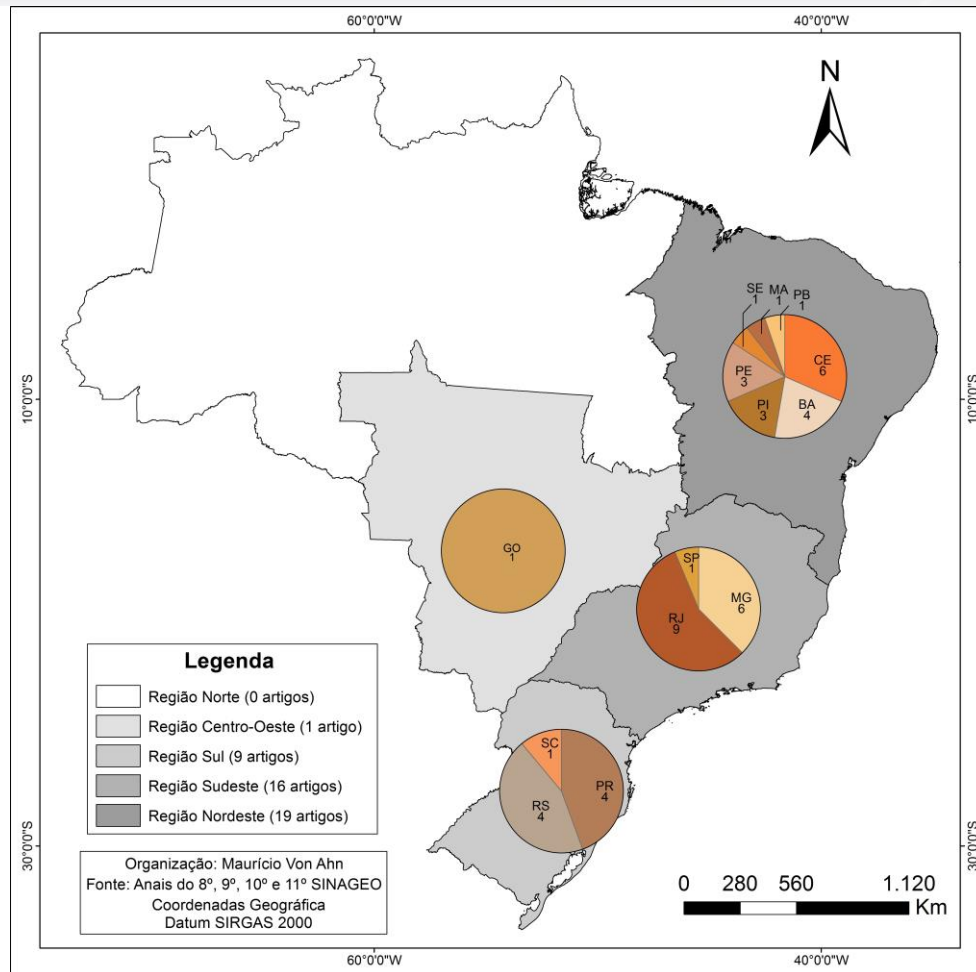 60°0'0"W
40°0'0"W
N
10°0'0"S
10°0'0"S
SE
1
MA
1
PB
1
CE
6
PE
3
PI
3
BA
4
GO
1
SP
1
MG
6
RJ
9
SC
1
PR
4
RS
4
Legenda
Região Norte (0 artigos)
Região Centro-Oeste (1 artigo)
Região Sul (9 artigos)
Região Sudeste (16 artigos)
Região Nordeste (19 artigos)
Organização: Maurício Von Ahn
Fonte: Anais do 8º, 9º, 10º e 11º SINAGEO
Coordenadas Geográfica
Datum SIRGAS 2000
30°0'0"S
30°0'0"S
0 280 560 1.120
Km
60°0'0"W
40°0'0"W